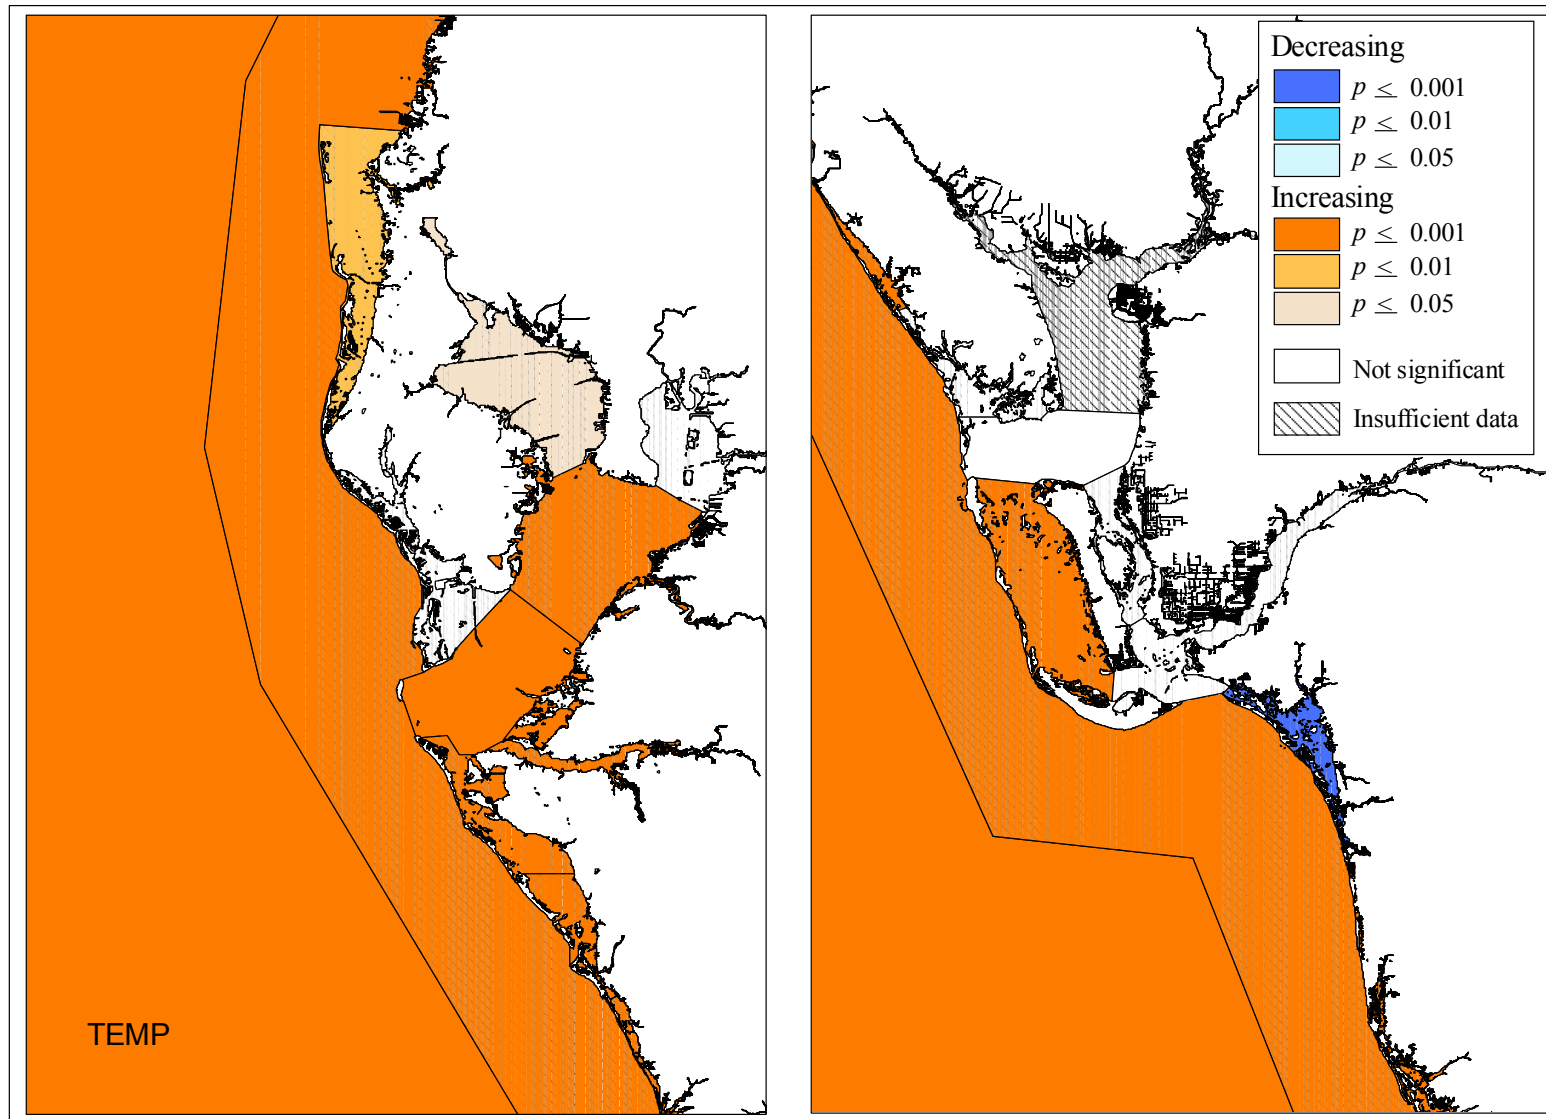 Decreasing
p ≤ 0.001
p ≤ 0.01
p ≤ 0.05
Increasing
p ≤ 0.001
p ≤ 0.01
p ≤ 0.05
Not significant
Insufficient data
TEMP